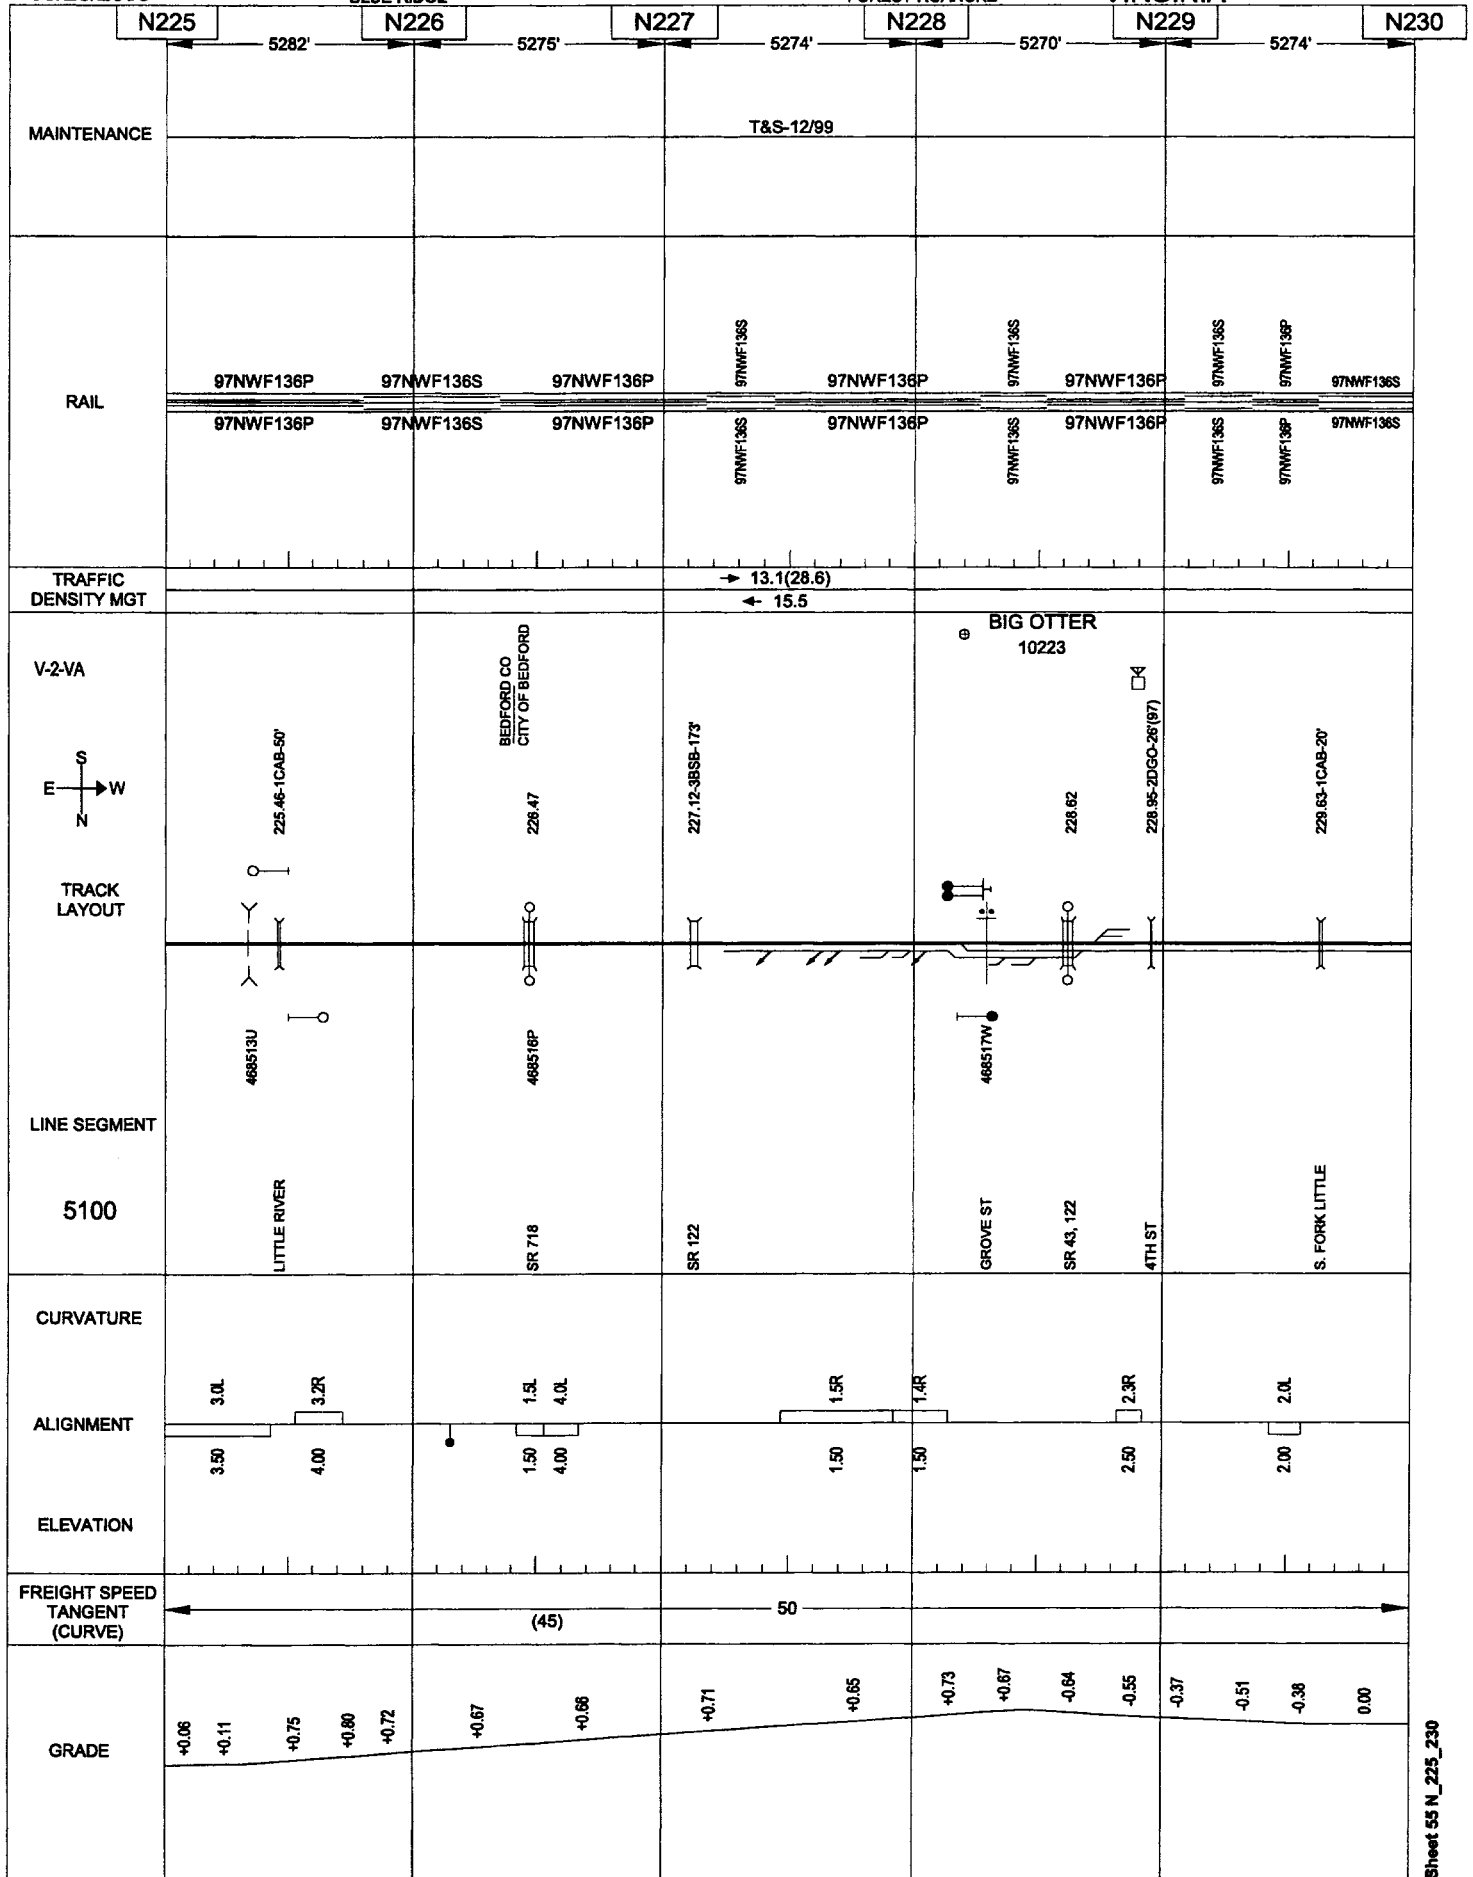 N225 N226 N227 N228 N229 N230
5282' 5275' 5274' 5270' 5274'
MAINTENANCE
T&S-12/99
RAIL
97NWF136P 97NWF136S 97NWF136P 97NWF136S 97NWF136P 97NWF136S 97NWF136P 97NWF136S 97NWF136P 97NWF136S
97NWF136P 97NWF136S 97NWF136P 97NWF136S 97NWF136P 97NWF136S 97NWF136P 97NWF136S 97NWF136P 97NWF136S
TRAFFIC
DENSITY MGT
13.1(28.6)
15.5
BIG OTTER
10223
V-2-VA
BEDFORD CO
CITY OF BEDFORD
S
E W
N
225.46-1CAB-50'
226.47
227.12-3BSB-173'
228.62
228.95-2DGO-26'(97)
229.63-1CAB-20'
TRACK
LAYOUT
468513U
468516P
468517W
LINE SEGMENT
5100
LITTLE RIVER
SR 718
SR 122
GROVE ST
SR 43, 122
4TH ST
S. FORK LITTLE
CURVATURE
3.0L 3.2R 1.5L 4.0L 1.5R 1.4R 2.3R 2.0L
ALIGNMENT
3.50 4.00 1.50 4.00 1.50 1.50 2.50 2.00
ELEVATION
FREIGHT SPEED
TANGENT
(CURVE)
(45)
50
GRADE
+0.06 +0.11 +0.75 +0.80 +0.72 +0.67 +0.66 +0.71 +0.65 +0.73 +0.67 -0.64 -0.55 -0.37 -0.51 -0.38 0.00
Sheet 55 N_225_230